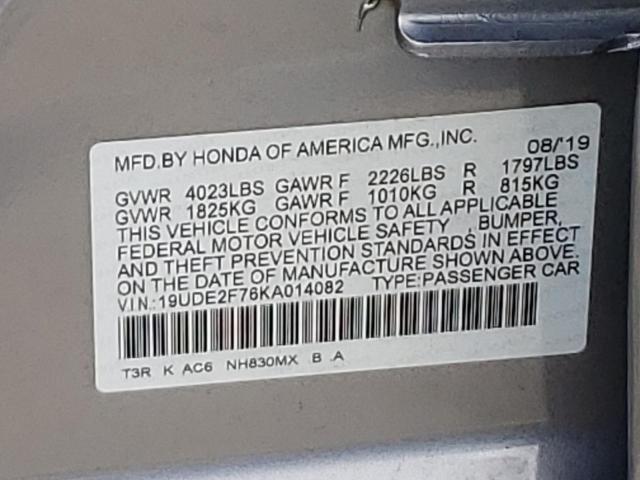 MFD.BY HONDA OF AMERICA MFG.,INC. 08/'19
GVWR 4023LBS GAWR F 2226LBS R 1797LBS
GVWR 1825KG GAWR F 1010KG R 815KG
THIS VEHICLE CONFORMS TO ALL APPLICABLE
FEDERAL MOTOR VEHICLE SAFETY , BUMPER,
AND THEFT PREVENTION STANDARDS IN EFFECT
ON THE DATE OF MANUFACTURE SHOWN ABOVE.
V.I.N.:19UDE2F76KA014082 TYPE:PASSENGER CAR
T3R K AC6 NH830MX B .A